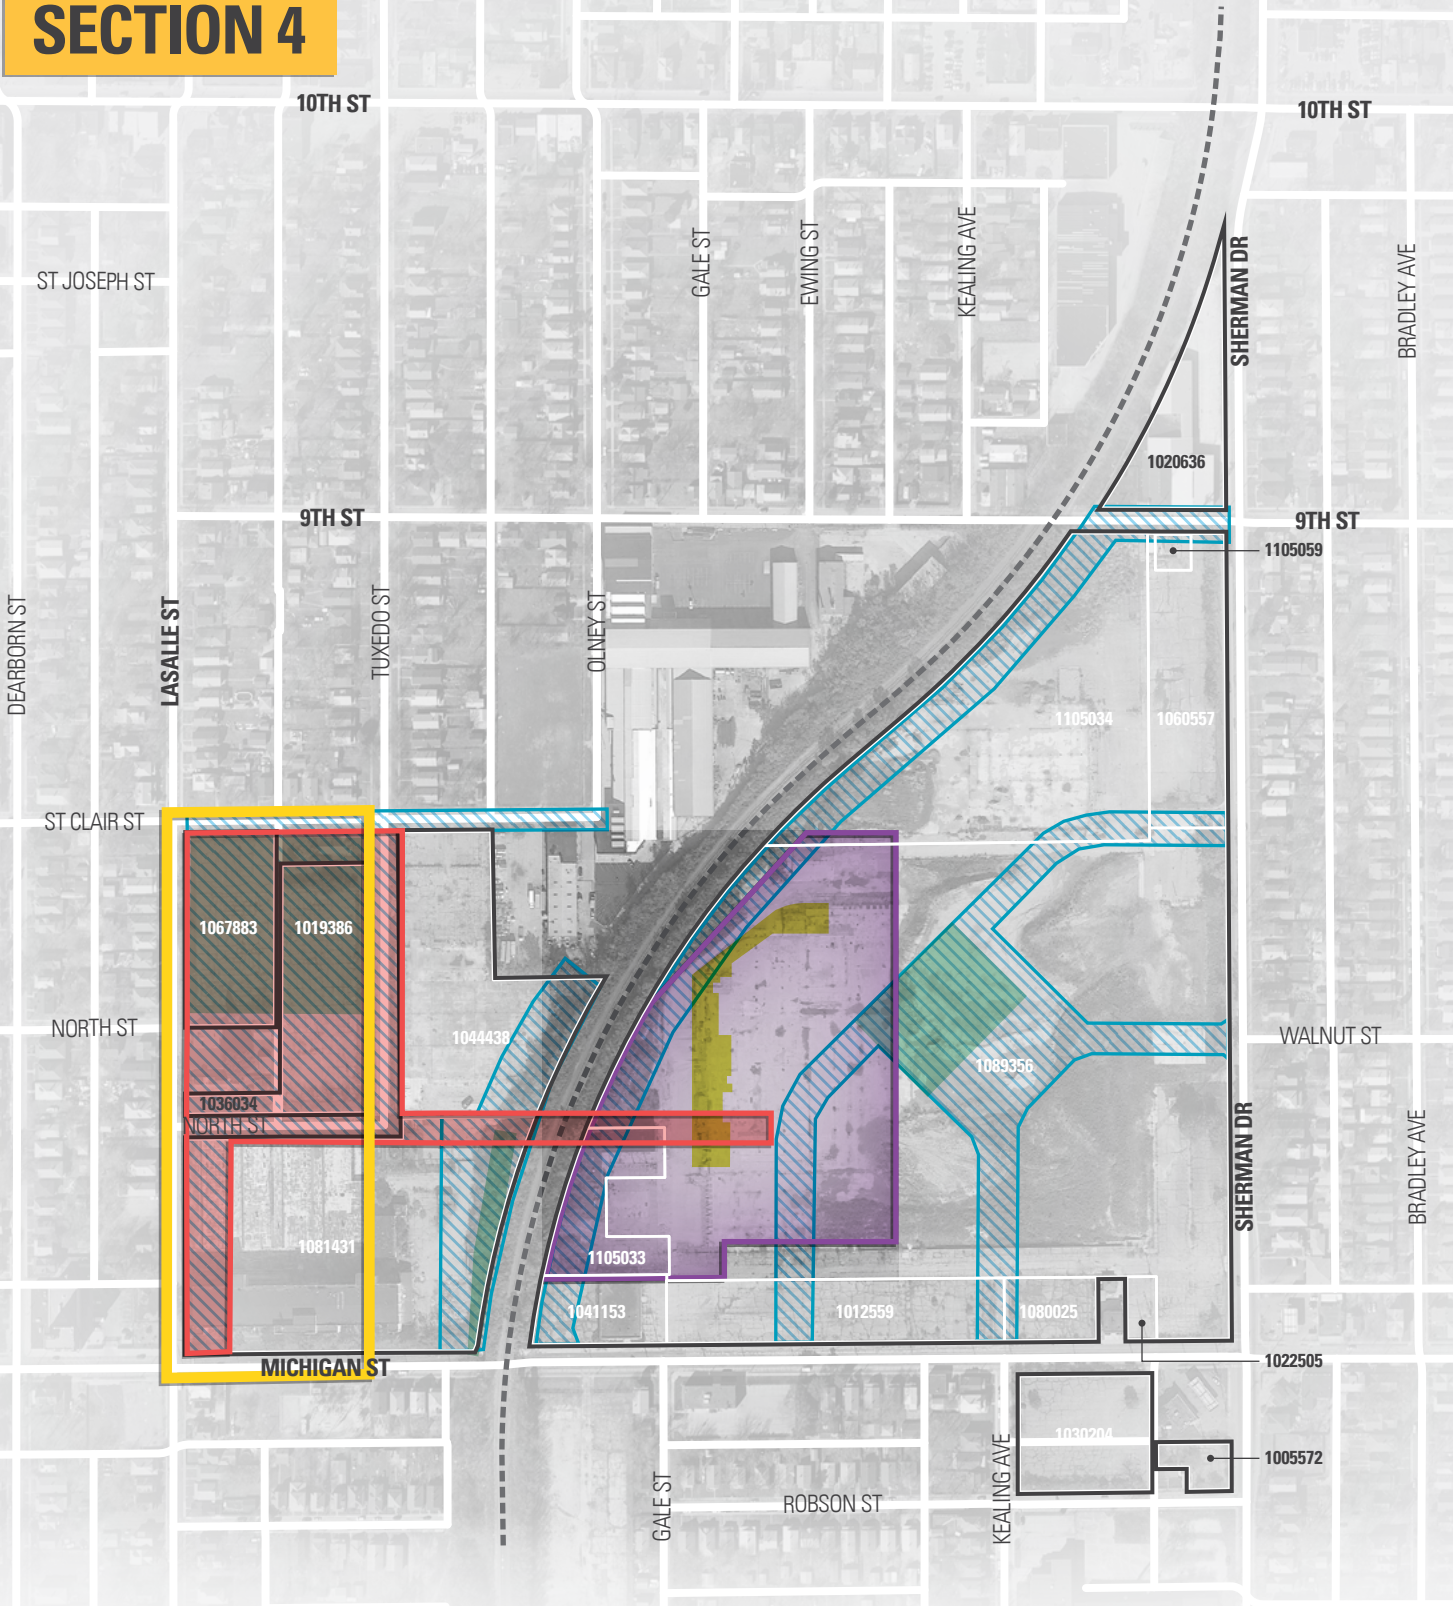 SECTION 4
10TH ST
10TH ST
GALE ST
EWING ST
KEALING AVE
SHERMAN DR
BRADLEY AVE
ST JOSEPH ST
1020636
9TH ST
9TH ST
1105059
DEARBORN ST
LASALLE ST
TUXEDO ST
OLNEY ST
1105034
1060557
ST CLAIR ST
1067883
1019386
NORTH ST
1044438
WALNUT ST
1089356
1036034
NORTH ST
SHERMAN DR
BRADLEY AVE
1081431
1105033
1041153
1012559
1080025
MICHIGAN ST
1022505
1030204
1005572
GALE ST
ROBSON ST
KEALING AVE